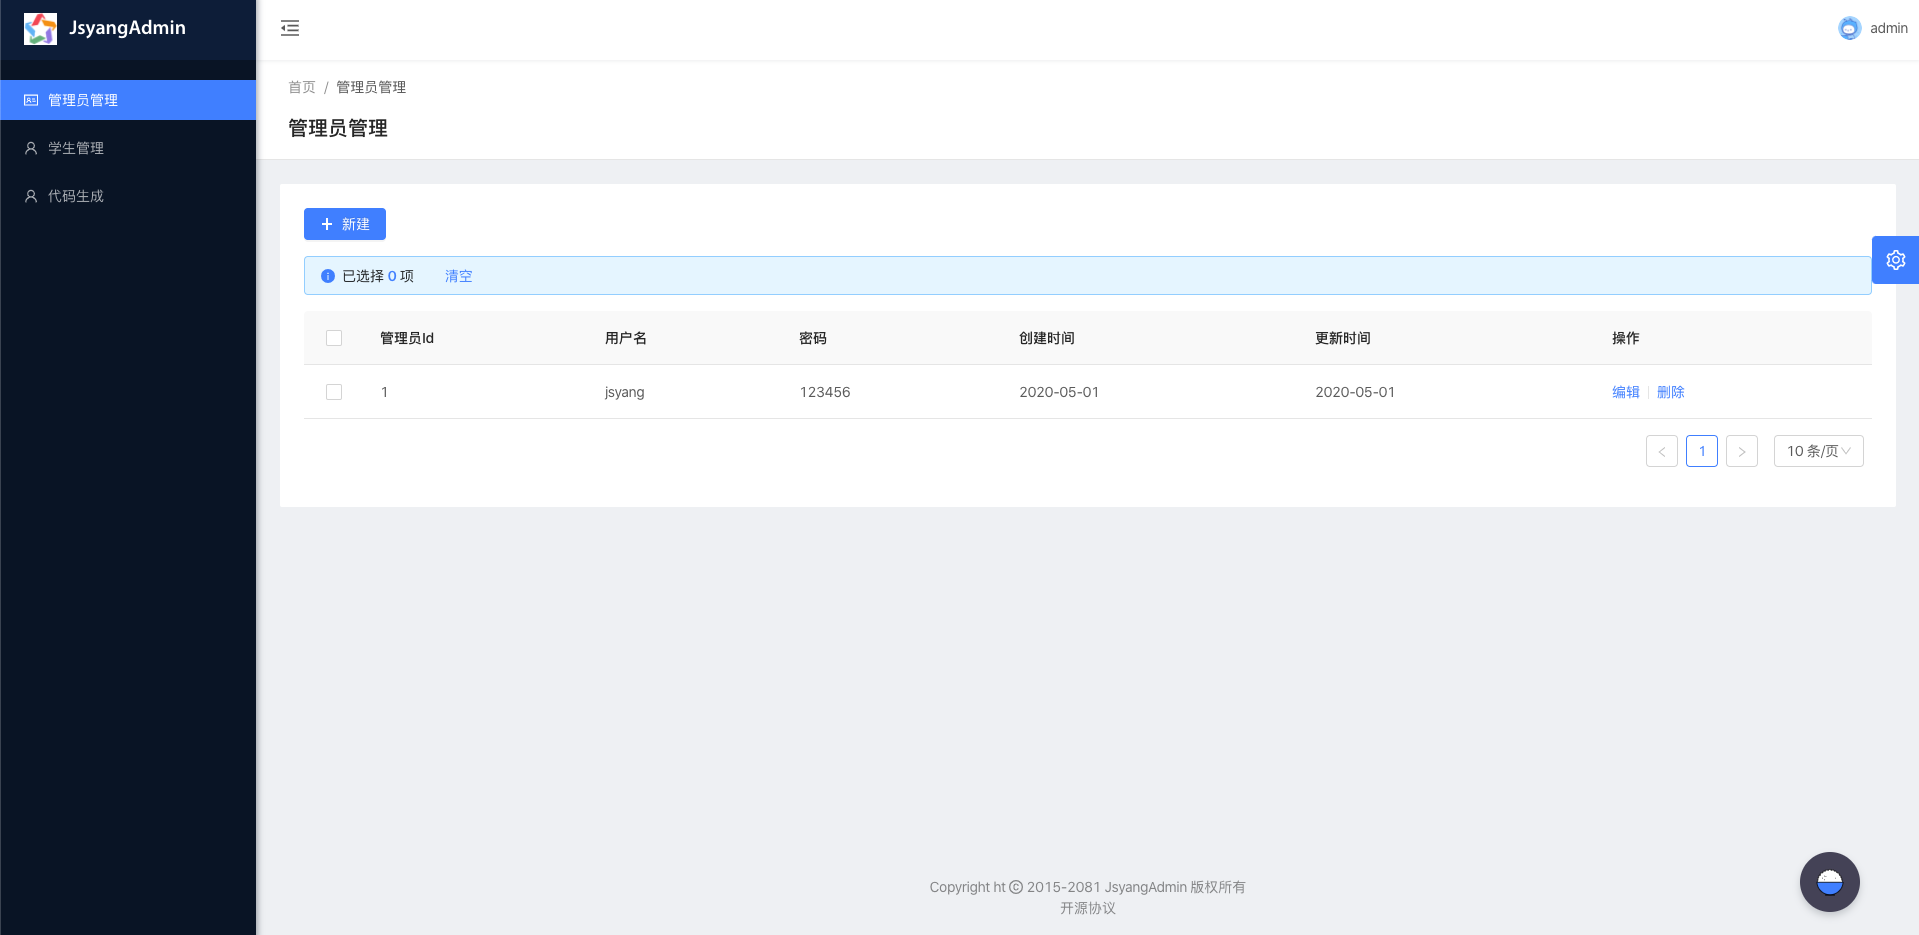 JsyangAdmin
admin
管理员管理
学生管理
代码生成
首页 / 管理员管理
管理员管理
新建
已选择 0 项 清空
管理员Id 用户名 密码 创建时间 更新时间 操作
1 jsyang 123456 2020-05-01 2020-05-01 编辑 删除
1 10 条/页
Copyright ht © 2015-2081 JsyangAdmin 版权所有
开源协议